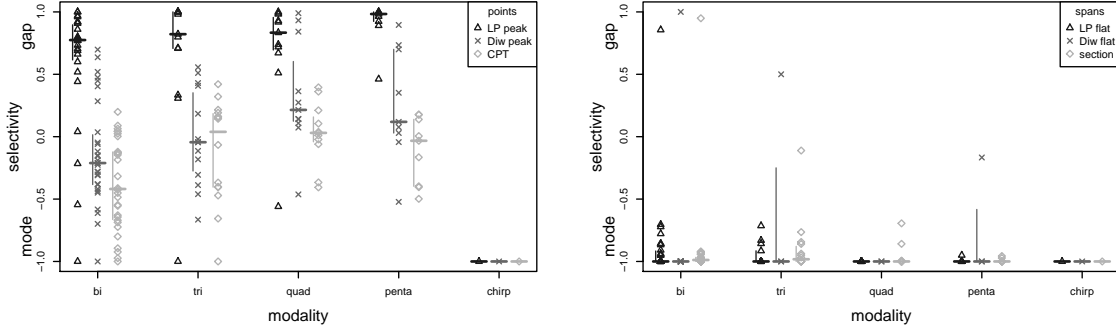 gap
mode
selectivity
1.0
0.5
0.0
−0.5
−1.0
points
LP peak
Diw peak
CPT
bi
tri
quad
penta
chirp
modality
gap
mode
selectivity
1.0
0.5
0.0
−0.5
−1.0
spans
LP flat
Diw flat
section
bi
tri
quad
penta
chirp
modality